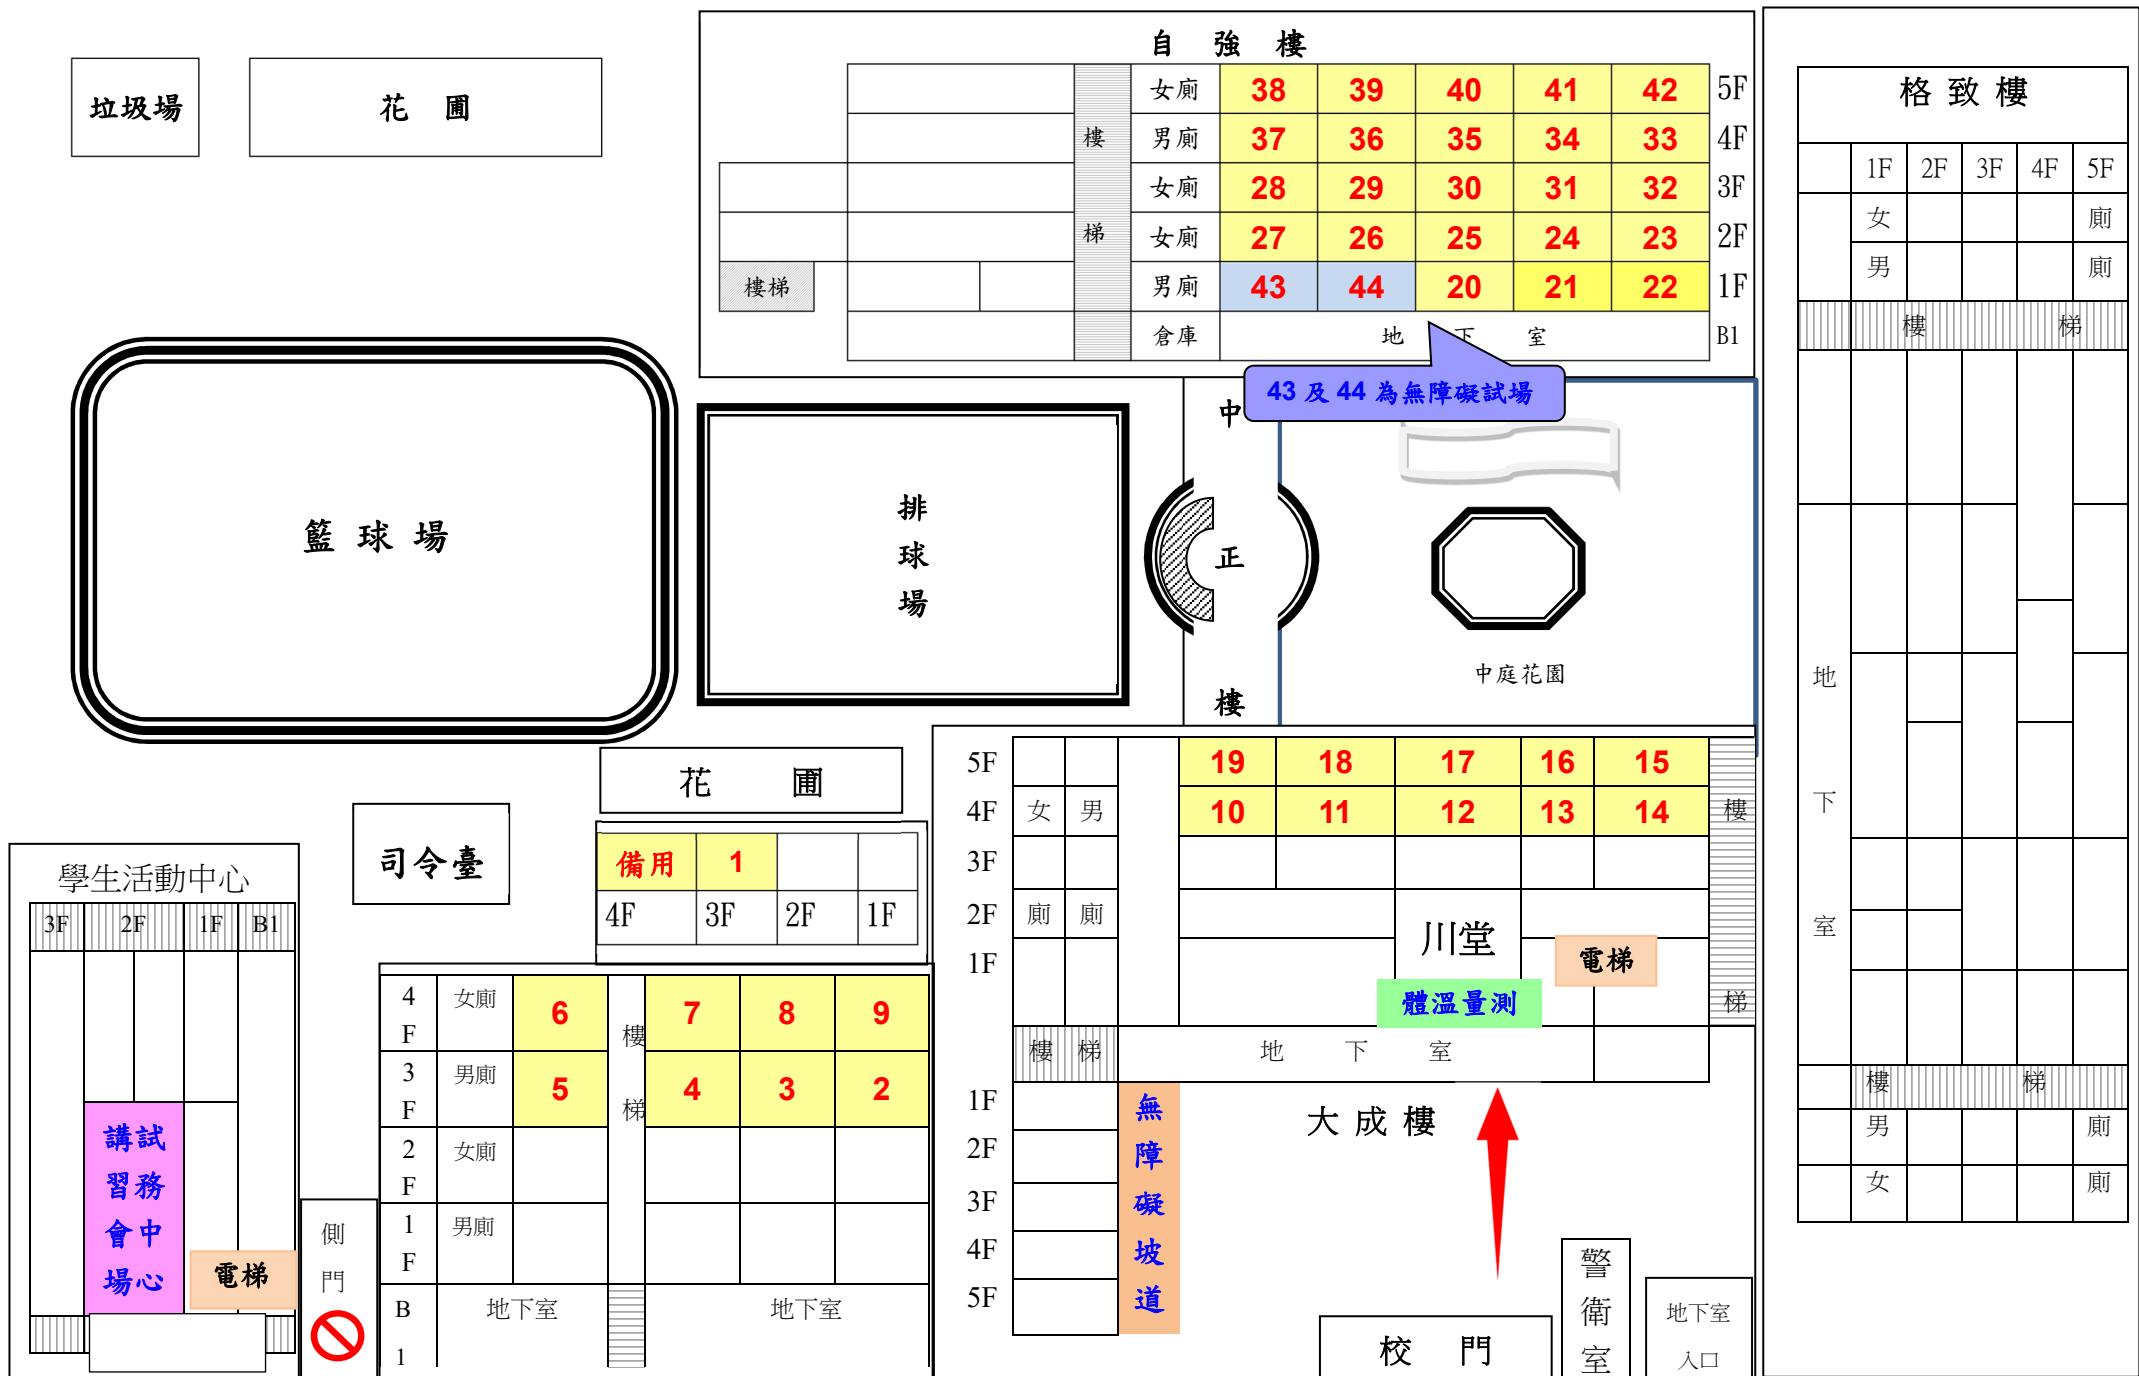 自 強 樓
女廁 38 39 40 41 42 5F
樓 男廁 37 36 35 34 33 4F
女廁 28 29 30 31 32 3F
梯 女廁 27 26 25 24 23 2F
樓梯 男廁 43 44 20 21 22 1F
倉庫 地 下 室 B1
43 及 44 為無障礙試場
垃圾場
花 圃
籃 球 場
排
球
場
中
正
樓
中庭花園
格 致 樓
1F 2F 3F 4F 5F
女 廁
男 廁
樓 梯
地
下
室
樓 梯
男 廁
女 廁
花 圃
司令臺
備用 1
4F 3F 2F 1F
學生活動中心
3F 2F 1F B1
講試
習務
會中
場心
電梯
側
門
4
F
女廁 6 樓 7 8 9
3
F
男廁 5 梯 4 3 2
2
F
女廁
1
F
男廁
B
1
地下室 地下室
5F 19 18 17 16 15
4F 女 男 10 11 12 13 14 樓
3F
2F 廁 廁
川堂
1F
電梯
體溫量測
梯
樓 梯 地 下 室
1F
2F
3F
4F
5F
無
障
礙
坡
道
大 成 樓
校 門
警
衛
室
地下室
入口